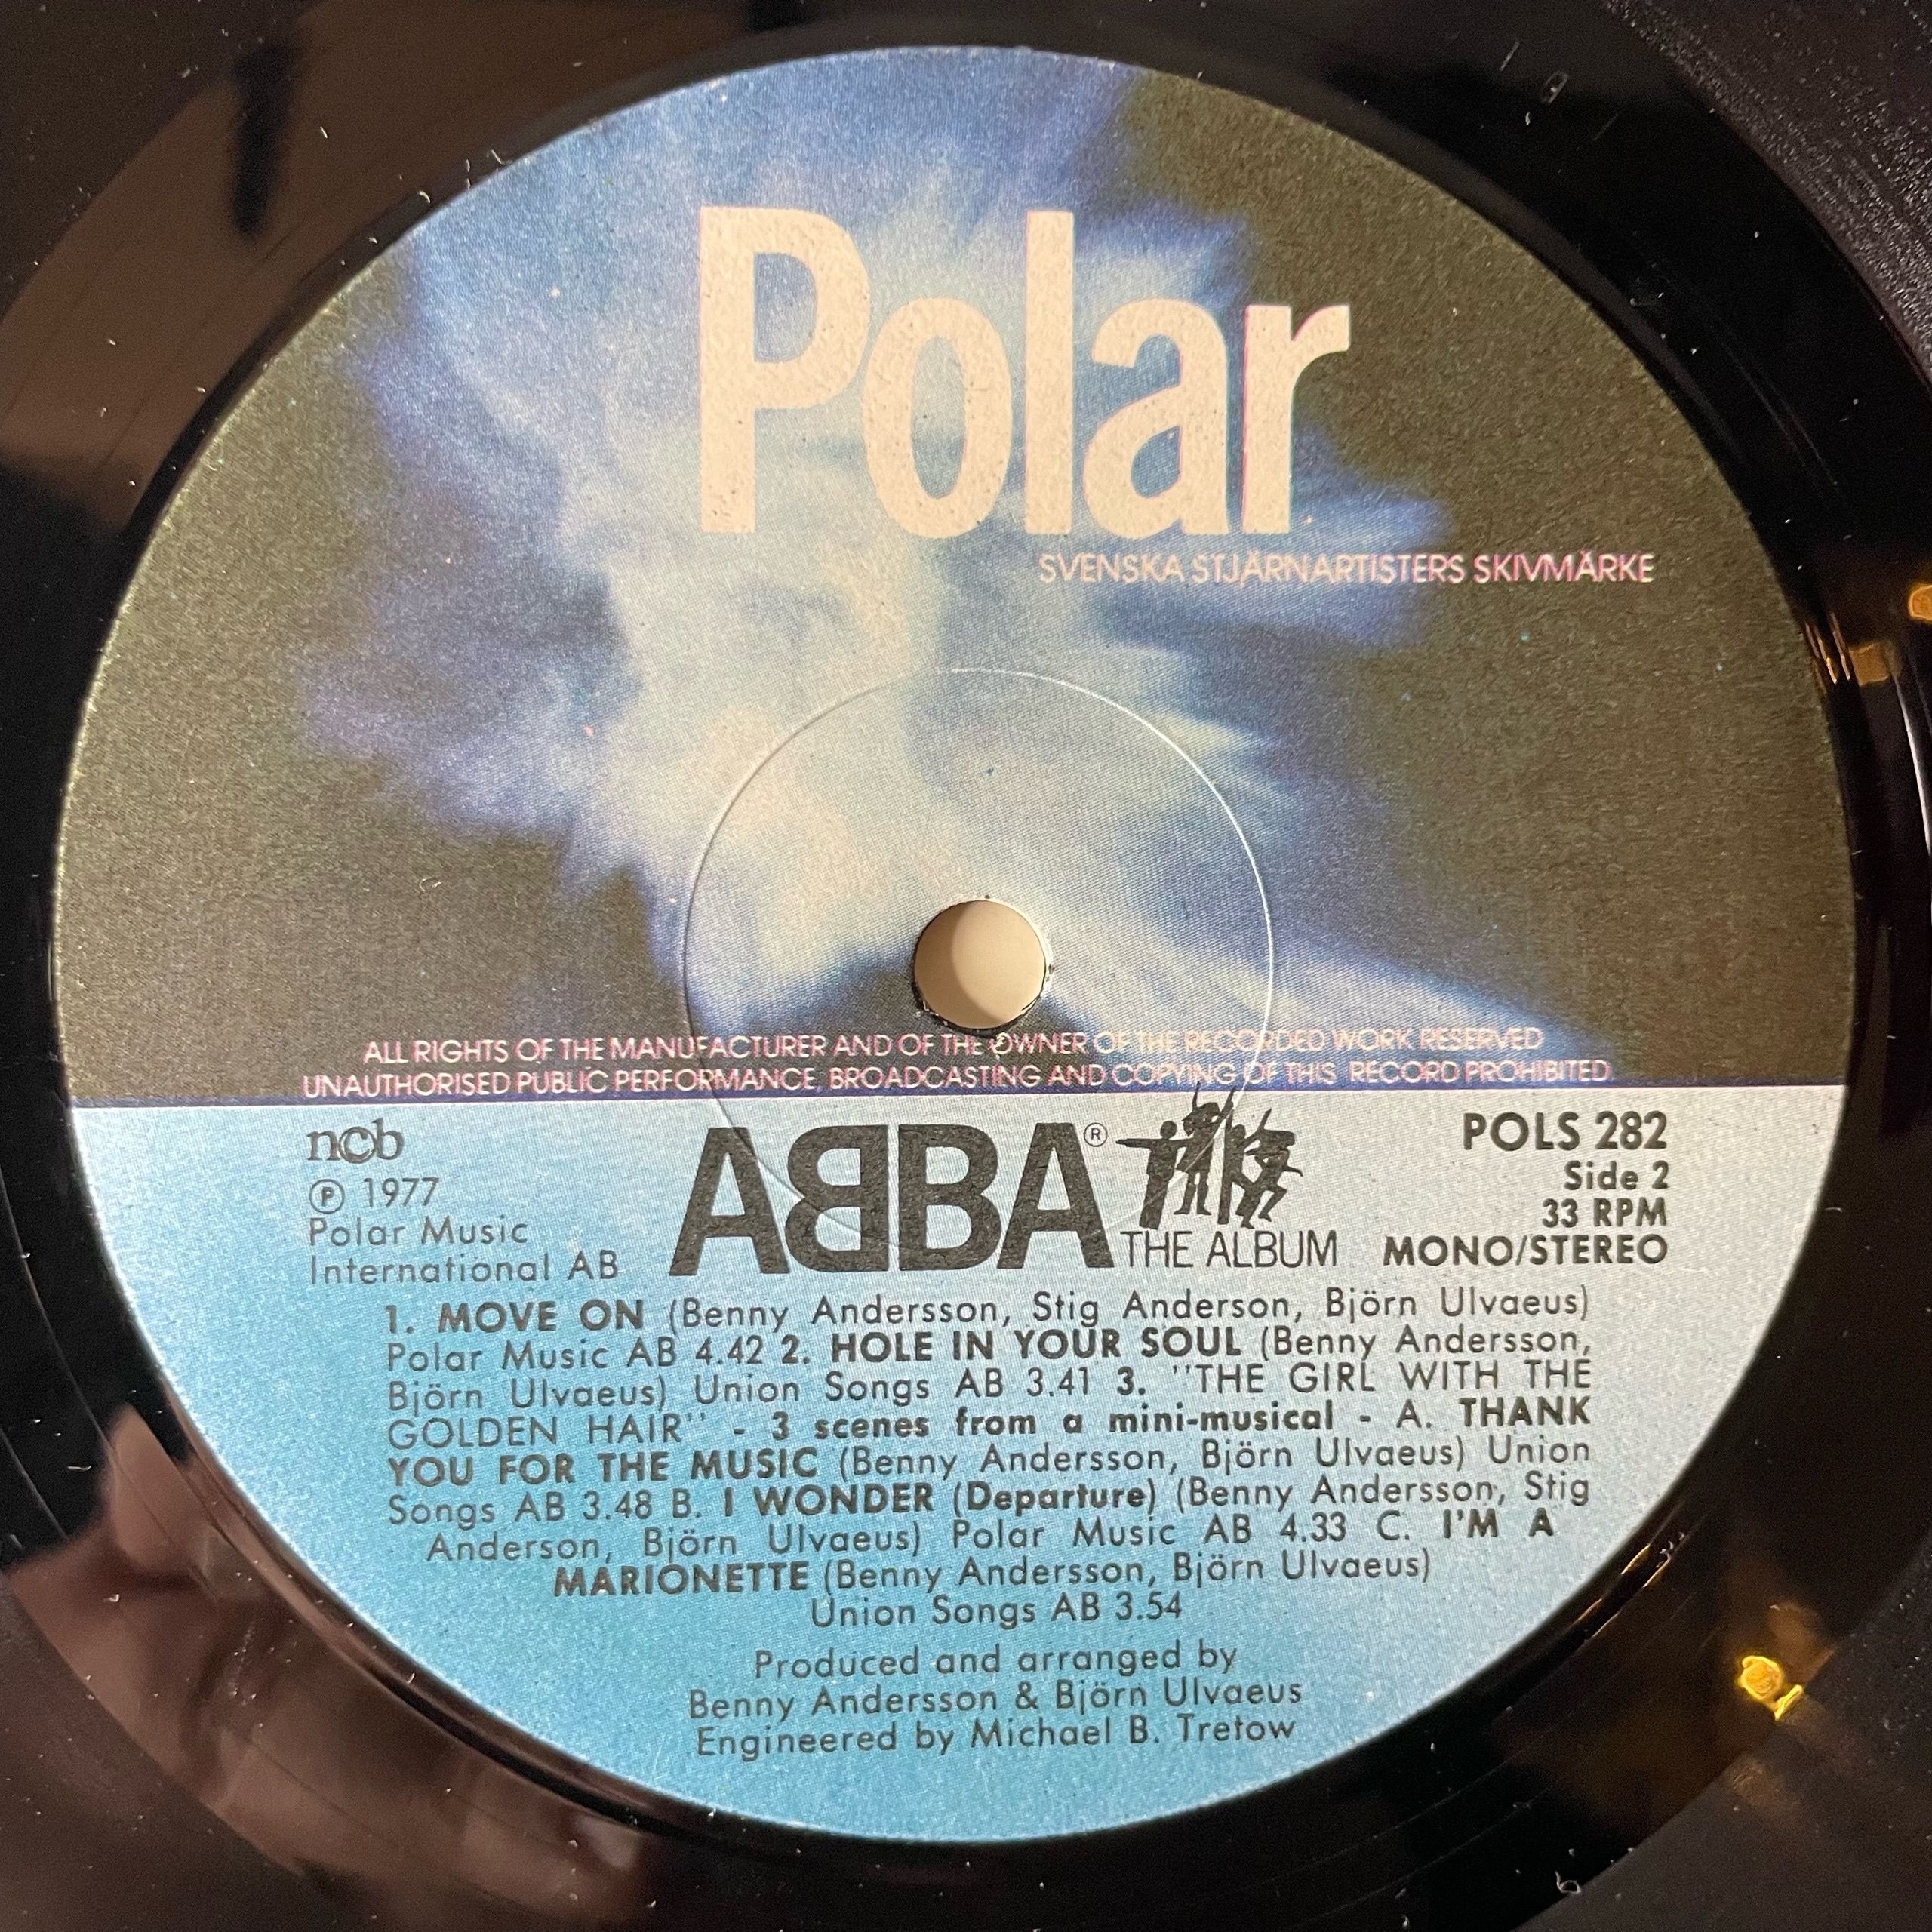 Polar
SVENSKA STJÄRNARTISTERS SKIVMÄRKE
ALL RIGHTS OF THE MANUFACTURER AND OF THE OWNER OF THE RECORDED WORK RESERVED
UNAUTHORISED PUBLIC PERFORMANCE, BROADCASTING AND COPYING OF THIS RECORD PROHIBITED
ncb
℗ 1977
Polar Music
International AB
ABBA®
THE ALBUM
POLS 282
Side 2
33 RPM
MONO/STEREO
1. MOVE ON (Benny Andersson, Stig Anderson, Björn Ulvaeus)
Polar Music AB 4.42 2. HOLE IN YOUR SOUL (Benny Andersson,
Björn Ulvaeus) Union Songs AB 3.41 3. "THE GIRL WITH THE
GOLDEN HAIR" - 3 scenes from a mini-musical - A. THANK
YOU FOR THE MUSIC (Benny Andersson, Björn Ulvaeus) Union
Songs AB 3.48 B. I WONDER (Departure) (Benny Andersson, Stig
Anderson, Björn Ulvaeus) Polar Music AB 4.33 C. I'M A
MARIONETTE (Benny Andersson, Björn Ulvaeus)
Union Songs AB 3.54
Produced and arranged by
Benny Andersson & Björn Ulvaeus
Engineered by Michael B. Tretow